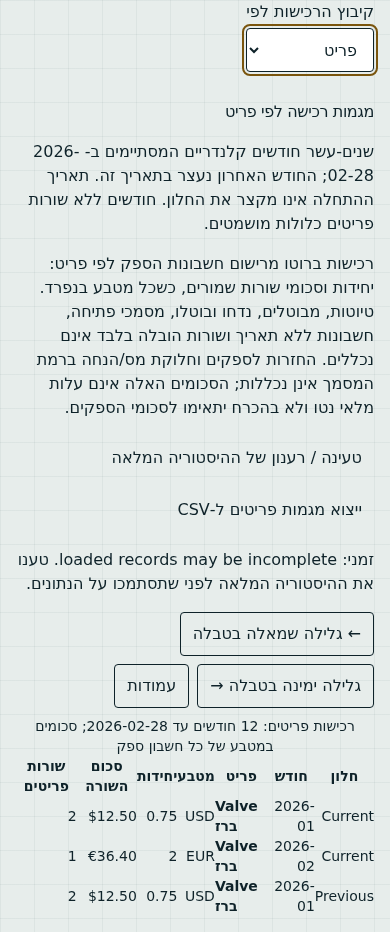 קיבוץ הרכישות לפי
פריט
מגמות רכישה לפי פריט
שנים-עשר חודשים קלנדריים המסתיימים ב- 2026-
02-28; החודש האחרון נעצר בתאריך זה. תאריך
ההתחלה אינו מקצר את החלון. חודשים ללא שורות
פריטים כלולות מושמטים.
רכישות ברוטו מרישום חשבונות הספק לפי פריט:
יחידות וסכומי שורות שמורים, כשכל מטבע בנפרד.
טיוטות, מבוטלים, נדחו ובוטלו, מסמכי פתיחה,
חשבונות ללא תאריך ושורות הובלה בלבד אינם
נכללים. החזרות לספקים וחלוקת מס/הנחה ברמת
המסמך אינן נכללות; הסכומים האלה אינם עלות
מלאי נטו ולא בהכרח יתאימו לסכומי הספקים.
טעינה / רענון של ההיסטוריה המלאה
ייצוא מגמות פריטים ל-CSV
זמני: loaded records may be incomplete. טענו
את ההיסטוריה המלאה לפני שתסתמכו על הנתונים.
← גלילה שמאלה בטבלה
גלילה ימינה בטבלה →
עמודות
רכישות פריטים: 12 חודשים עד 2026-02-28; סכומים
במטבע של כל חשבון ספק
חלון חודש פריט מטבע יחידות סכום השורה שורות פריטים
Current 2026-01 Valve ברז USD 0.75 $12.50 2
Current 2026-02 Valve ברז EUR 2 €36.40 1
Previous 2026-01 Valve ברז USD 0.75 $12.50 2